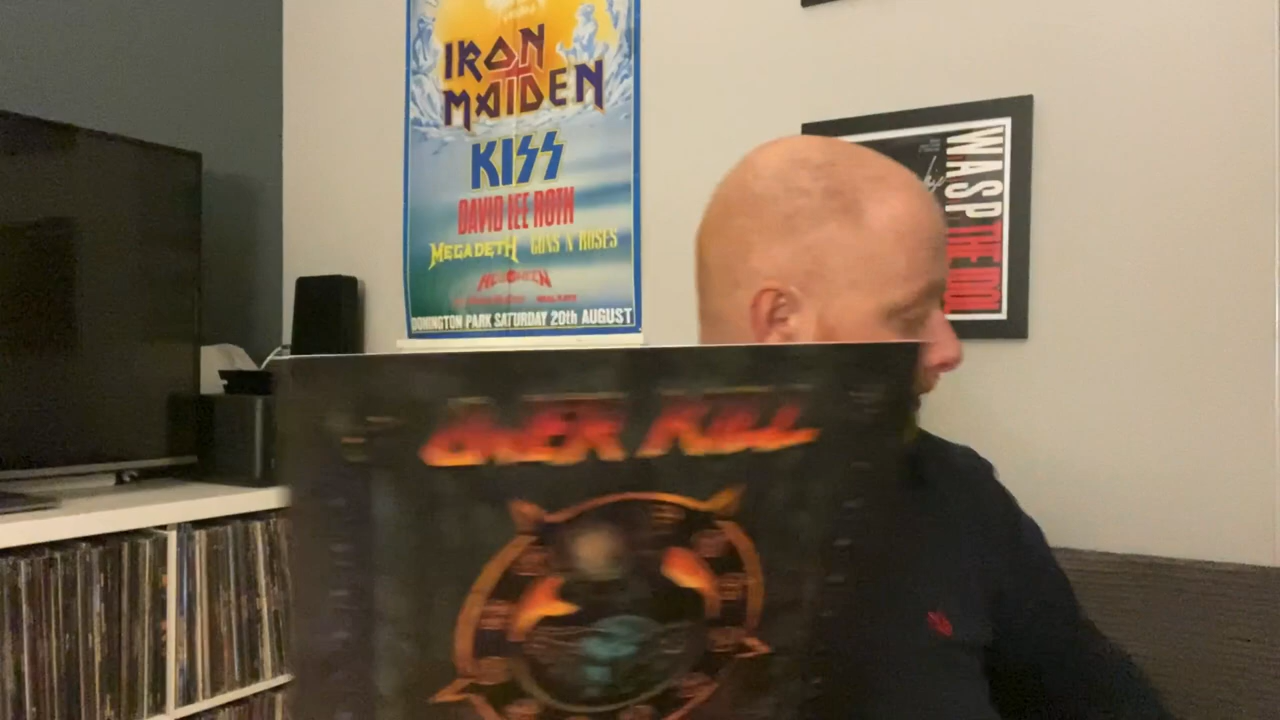 IRON
MAIDEN
KISS
DAVID LEE ROTH
MEGADETH GUNS N' ROSES
HELLOWEEN
DONINGTON PARK SATURDAY 20th AUGUST
WASP
THE IDOL
OVER KILL